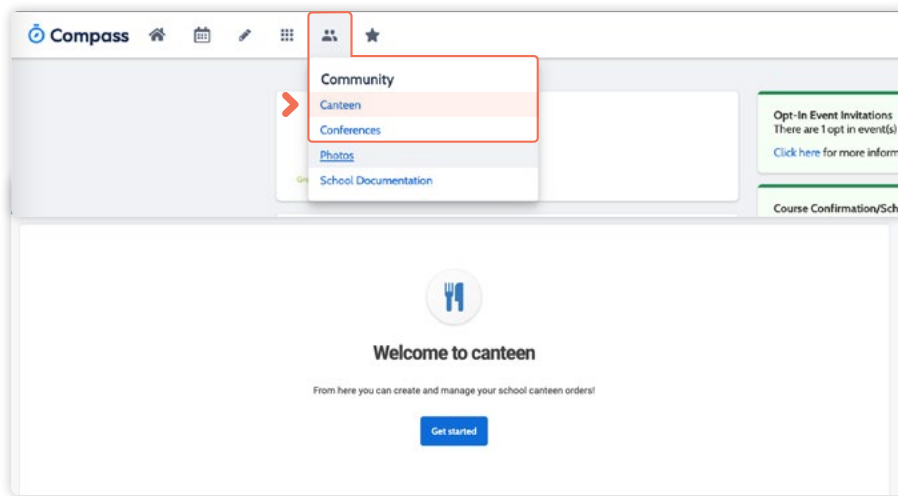 Compass
Community
Canteen
Conferences
Photos
School Documentation
Opt-In Event Invitations
There are 1 opt in event(s)
Click here for more inform
Course Confirmation/Sch
Welcome to canteen
From here you can create and manage your school canteen orders!
Get started